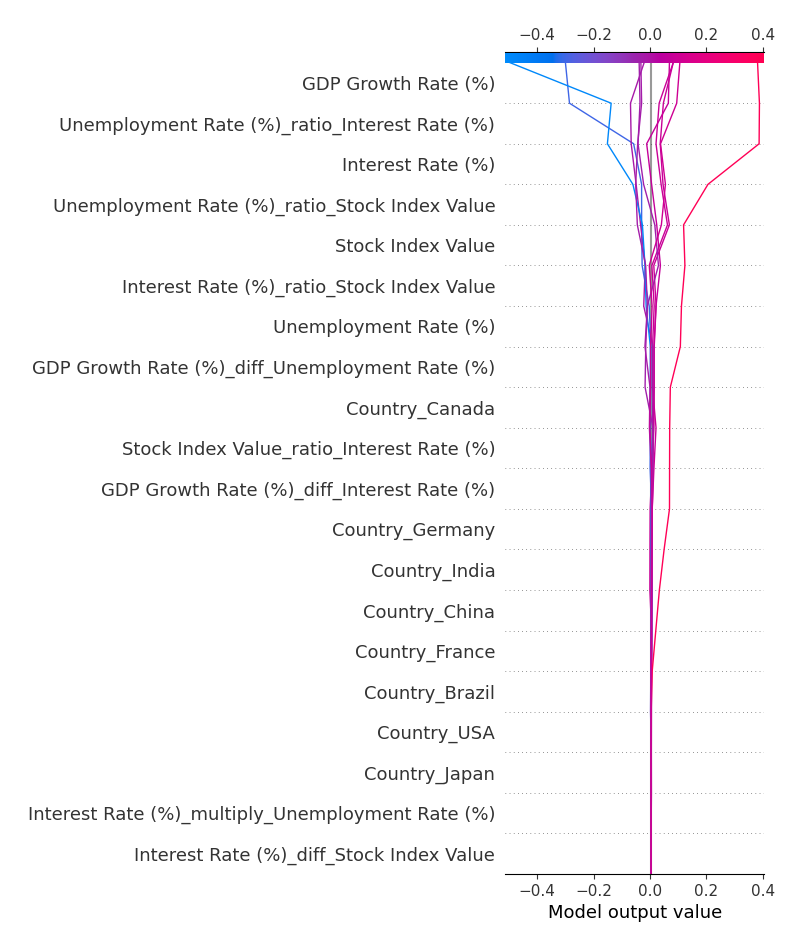 −0.4 −0.2 0.0 0.2 0.4
GDP Growth Rate (%)
Unemployment Rate (%)_ratio_Interest Rate (%)
Interest Rate (%)
Unemployment Rate (%)_ratio_Stock Index Value
Stock Index Value
Interest Rate (%)_ratio_Stock Index Value
Unemployment Rate (%)
GDP Growth Rate (%)_diff_Unemployment Rate (%)
Country_Canada
Stock Index Value_ratio_Interest Rate (%)
GDP Growth Rate (%)_diff_Interest Rate (%)
Country_Germany
Country_India
Country_China
Country_France
Country_Brazil
Country_USA
Country_Japan
Interest Rate (%)_multiply_Unemployment Rate (%)
Interest Rate (%)_diff_Stock Index Value
−0.4 −0.2 0.0 0.2 0.4
Model output value